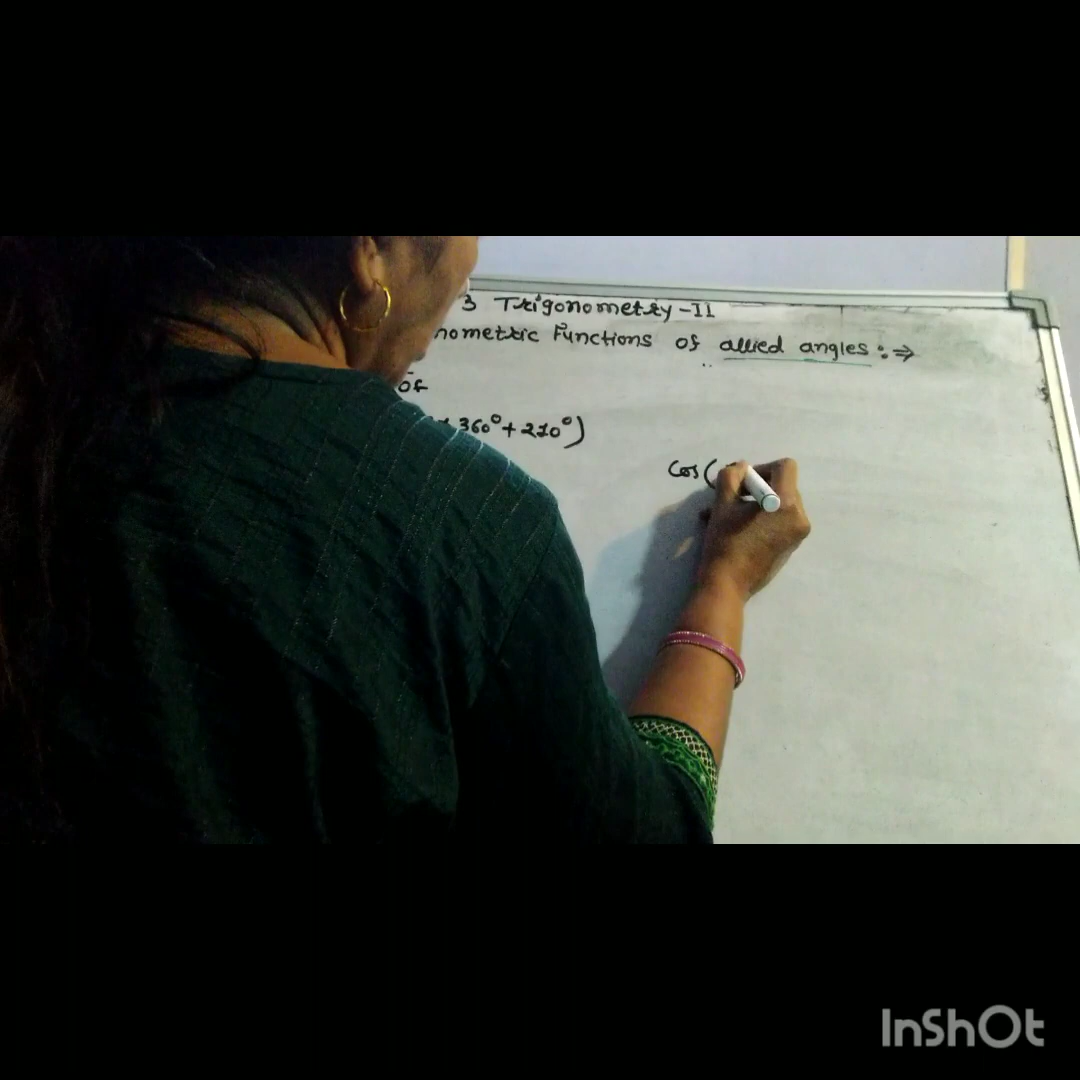 3 Trigonometry-II
nometric Functions of allied angles :⇒
of
360°+210°)
Cos(
InShOt